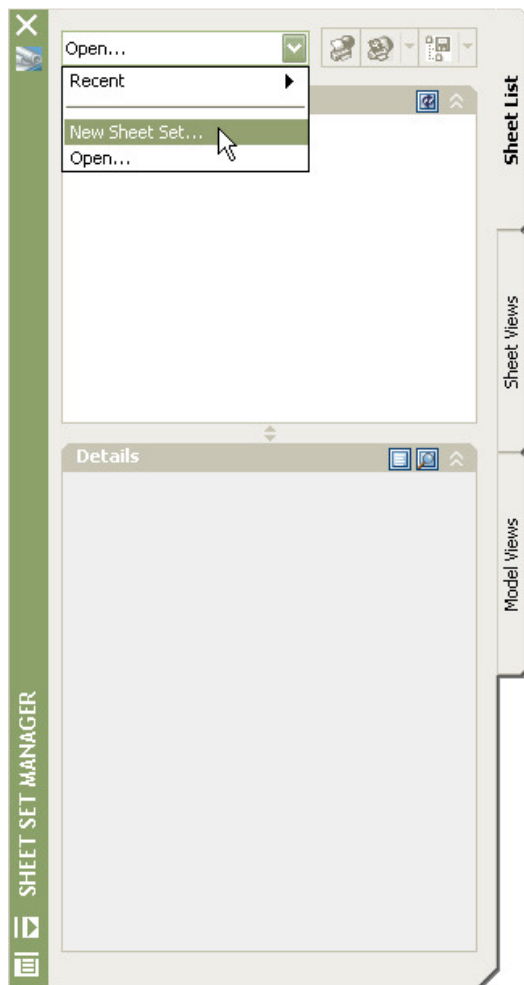 Open...
Recent
New Sheet Set...
Open...
Details
Sheet List
Sheet Views
Model Views
SHEET SET MANAGER